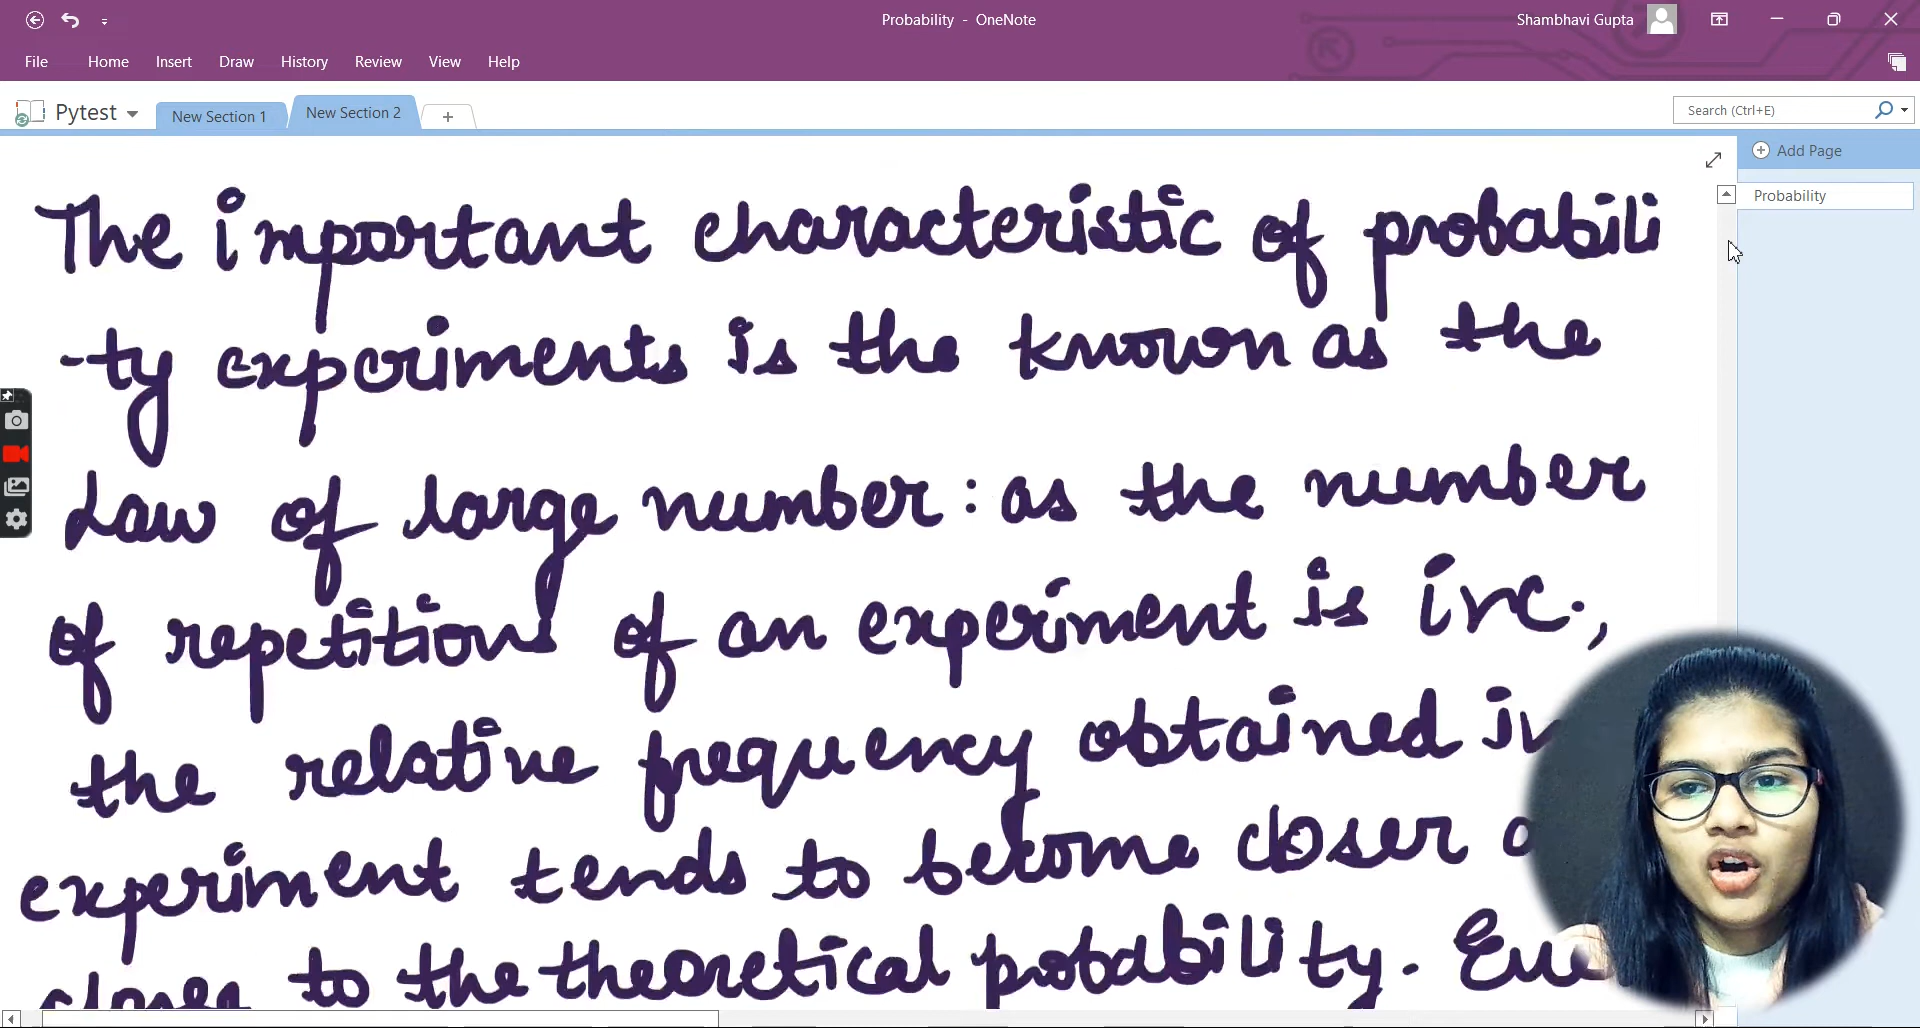 Probability - OneNote
Shambhavi Gupta
File Home Insert Draw History Review View Help
Pytest
New Section 1
New Section 2
+
Search (Ctrl+E)
Add Page
Probability
The important characteristic of probabili
-ty experiments is the known as the
Law of large number: as the number
of repetitions of an experiment is inc.,
the relative frequency obtained in
experiment tends to become closer
closer to the theoretical probability. Eve